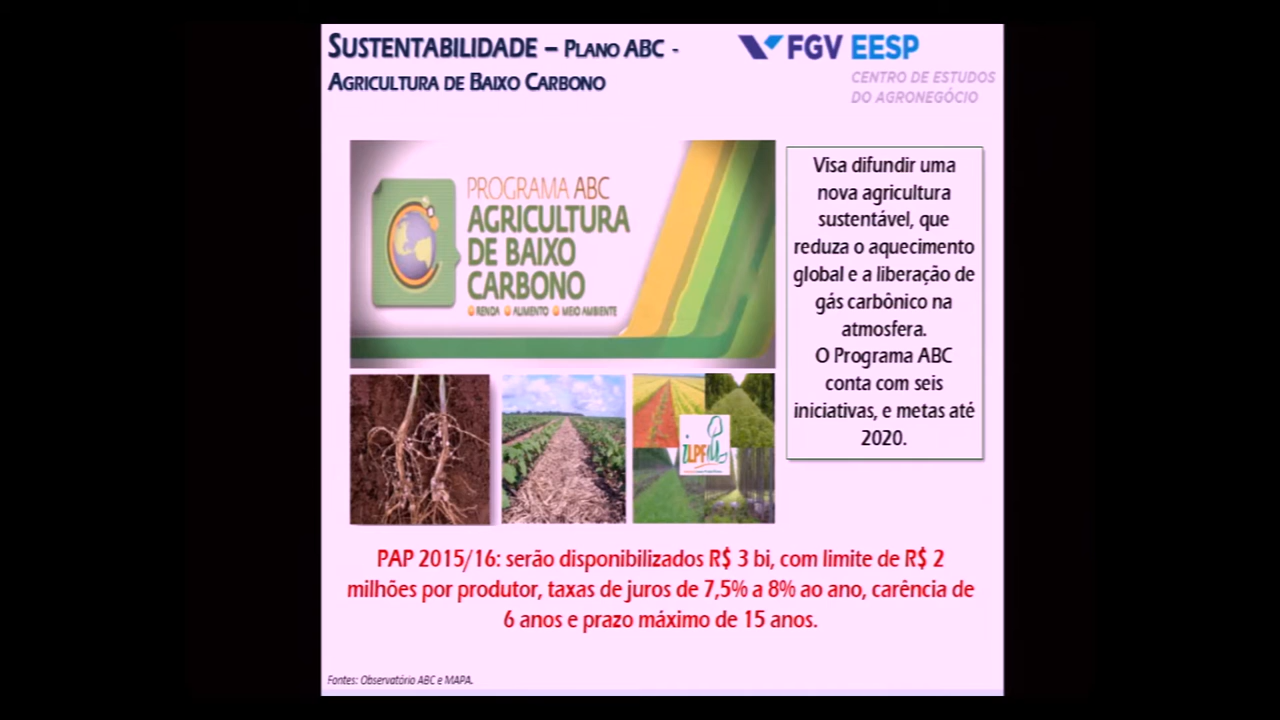 SUSTENTABILIDADE – PLANO ABC -
AGRICULTURA DE BAIXO CARBONO
FGV EESP
CENTRO DE ESTUDOS
DO AGRONEGÓCIO
PROGRAMA ABC
AGRICULTURA
DE BAIXO
CARBONO
RENDA ALIMENTO MEIO AMBIENTE
Visa difundir uma
nova agricultura
sustentável, que
reduza o aquecimento
global e a liberação de
gás carbônico na
atmosfera.
O Programa ABC
conta com seis
iniciativas, e metas até
2020.
iLPF
PAP 2015/16: serão disponibilizados R$ 3 bi, com limite de R$ 2
milhões por produtor, taxas de juros de 7,5% a 8% ao ano, carência de
6 anos e prazo máximo de 15 anos.
Fontes: Observatório ABC e MAPA.